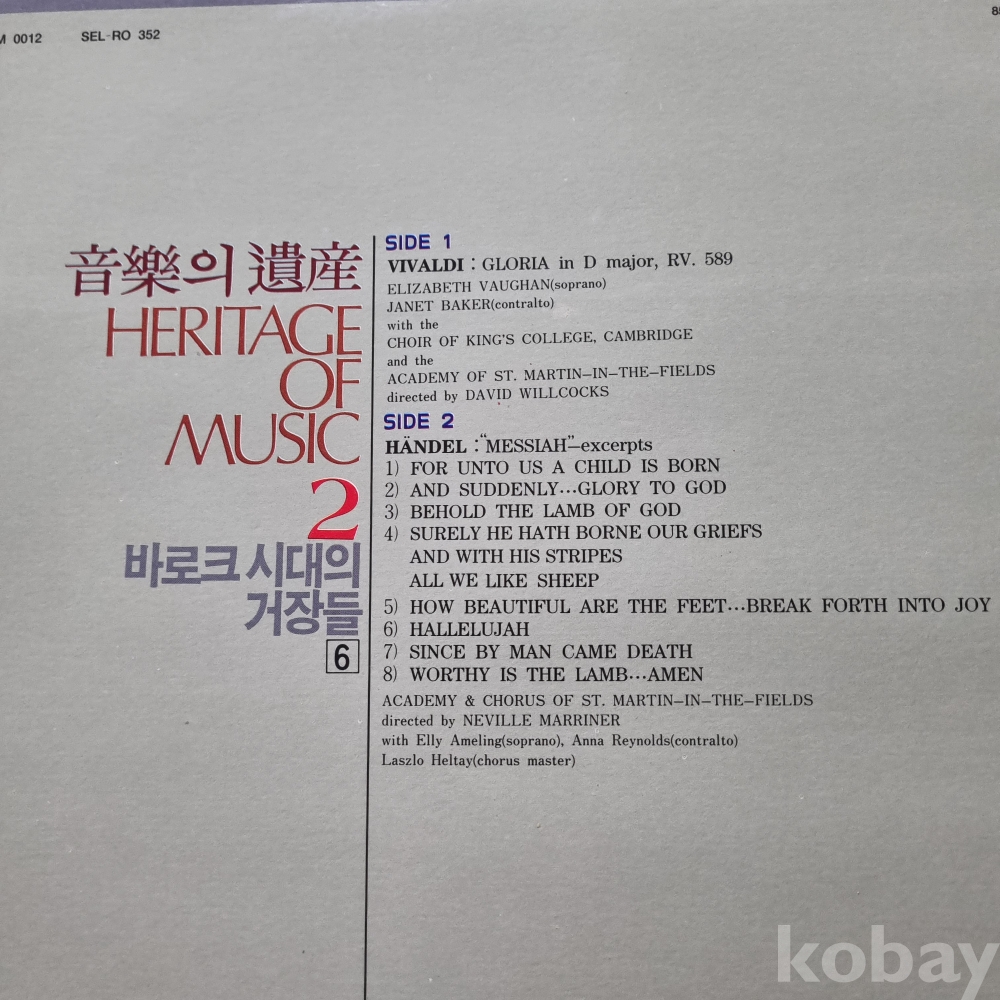 M 0012 SEL-RO 352
音樂의 遺産
HERITAGE
OF
MUSIC
2
바로크 시대의
거장들
6
SIDE 1
VIVALDI : GLORIA in D major, RV. 589
ELIZABETH VAUGHAN(soprano)
JANET BAKER(contralto)
with the
CHOIR OF KING'S COLLEGE, CAMBRIDGE
and the
ACADEMY OF ST. MARTIN-IN-THE-FIELDS
directed by DAVID WILLCOCKS
SIDE 2
HÄNDEL : "MESSIAH"-excerpts
1) FOR UNTO US A CHILD IS BORN
2) AND SUDDENLY···GLORY TO GOD
3) BEHOLD THE LAMB OF GOD
4) SURELY HE HATH BORNE OUR GRIEFS
AND WITH HIS STRIPES
ALL WE LIKE SHEEP
5) HOW BEAUTIFUL ARE THE FEET···BREAK FORTH INTO JOY
6) HALLELUJAH
7) SINCE BY MAN CAME DEATH
8) WORTHY IS THE LAMB···AMEN
ACADEMY & CHORUS OF ST. MARTIN-IN-THE-FIELDS
directed by NEVILLE MARRINER
with Elly Ameling(soprano), Anna Reynolds(contralto)
Laszlo Heltay(chorus master)
kobay